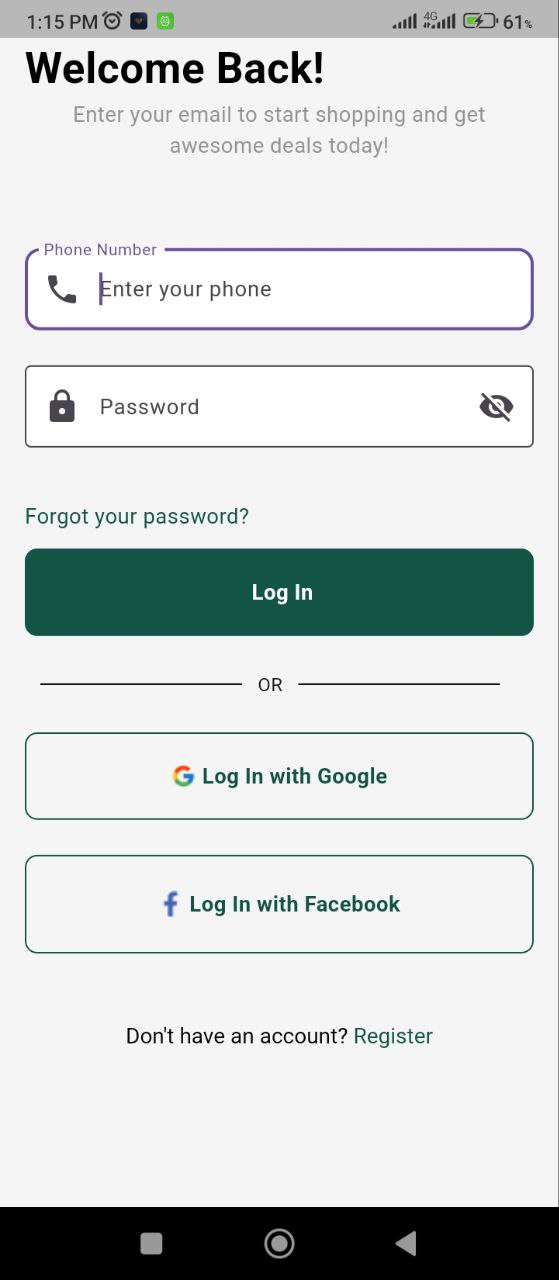 1:15 PM
4G
61%
Welcome Back!
Enter your email to start shopping and get
awesome deals today!
Phone Number
Enter your phone
Password
Forgot your password?
Log In
OR
Log In with Google
Log In with Facebook
Don't have an account? Register